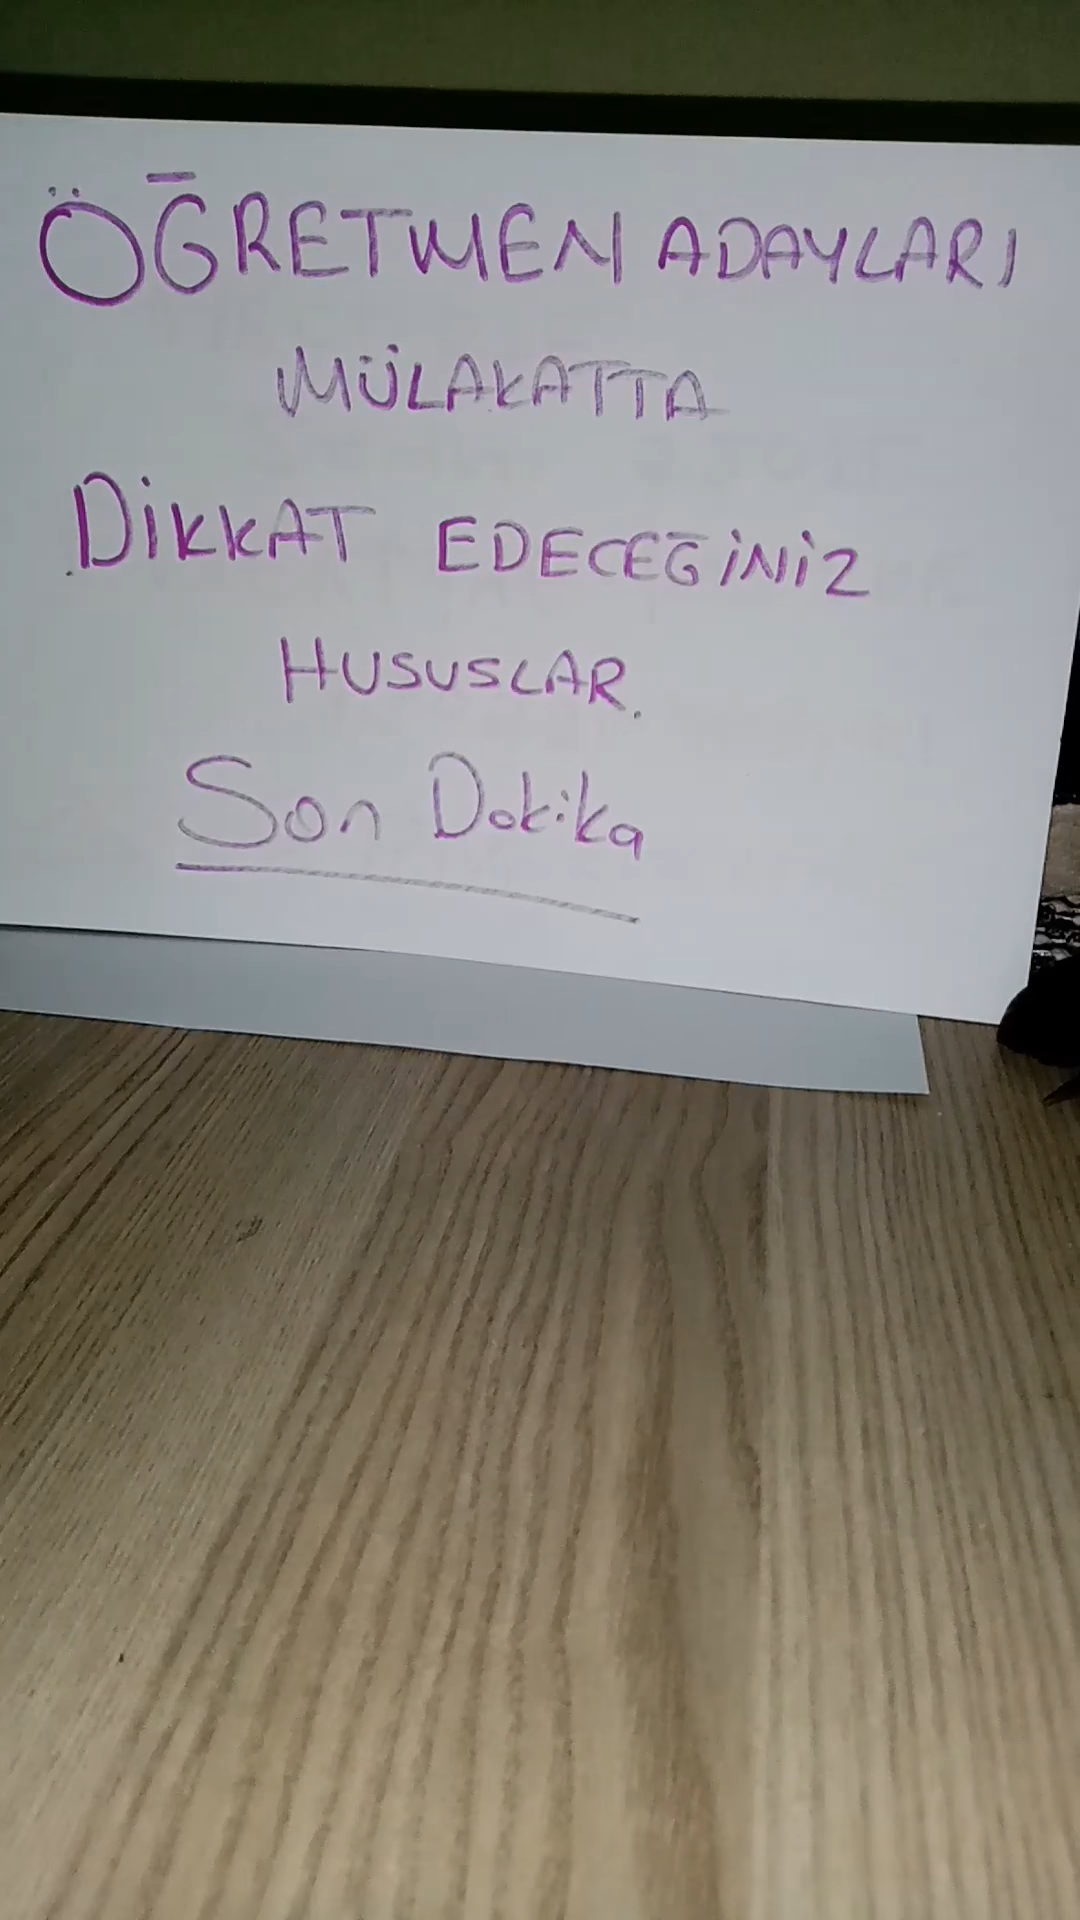 ÖĞRETMEN ADAYLARI
MÜLAKATTA
DİKKAT EDECEĞİNİZ
HUSUSLAR.
Son Dakika